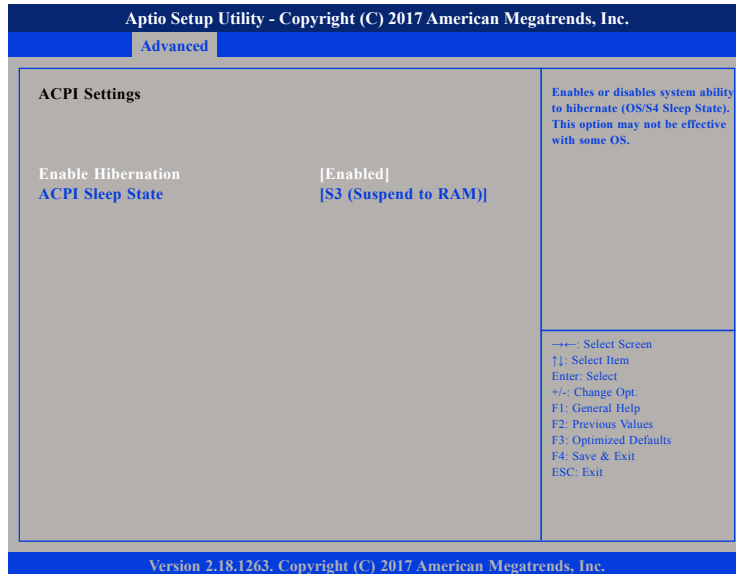 Aptio Setup Utility - Copyright (C) 2017 American Megatrends, Inc.
Advanced
ACPI Settings
Enable Hibernation [Enabled]
ACPI Sleep State [S3 (Suspend to RAM)]
Enables or disables system ability
to hibernate (OS/S4 Sleep State).
This option may not be effective
with some OS.
→←: Select Screen
↑↓: Select Item
Enter: Select
+/-: Change Opt.
F1: General Help
F2: Previous Values
F3: Optimized Defaults
F4: Save & Exit
ESC: Exit
Version 2.18.1263. Copyright (C) 2017 American Megatrends, Inc.